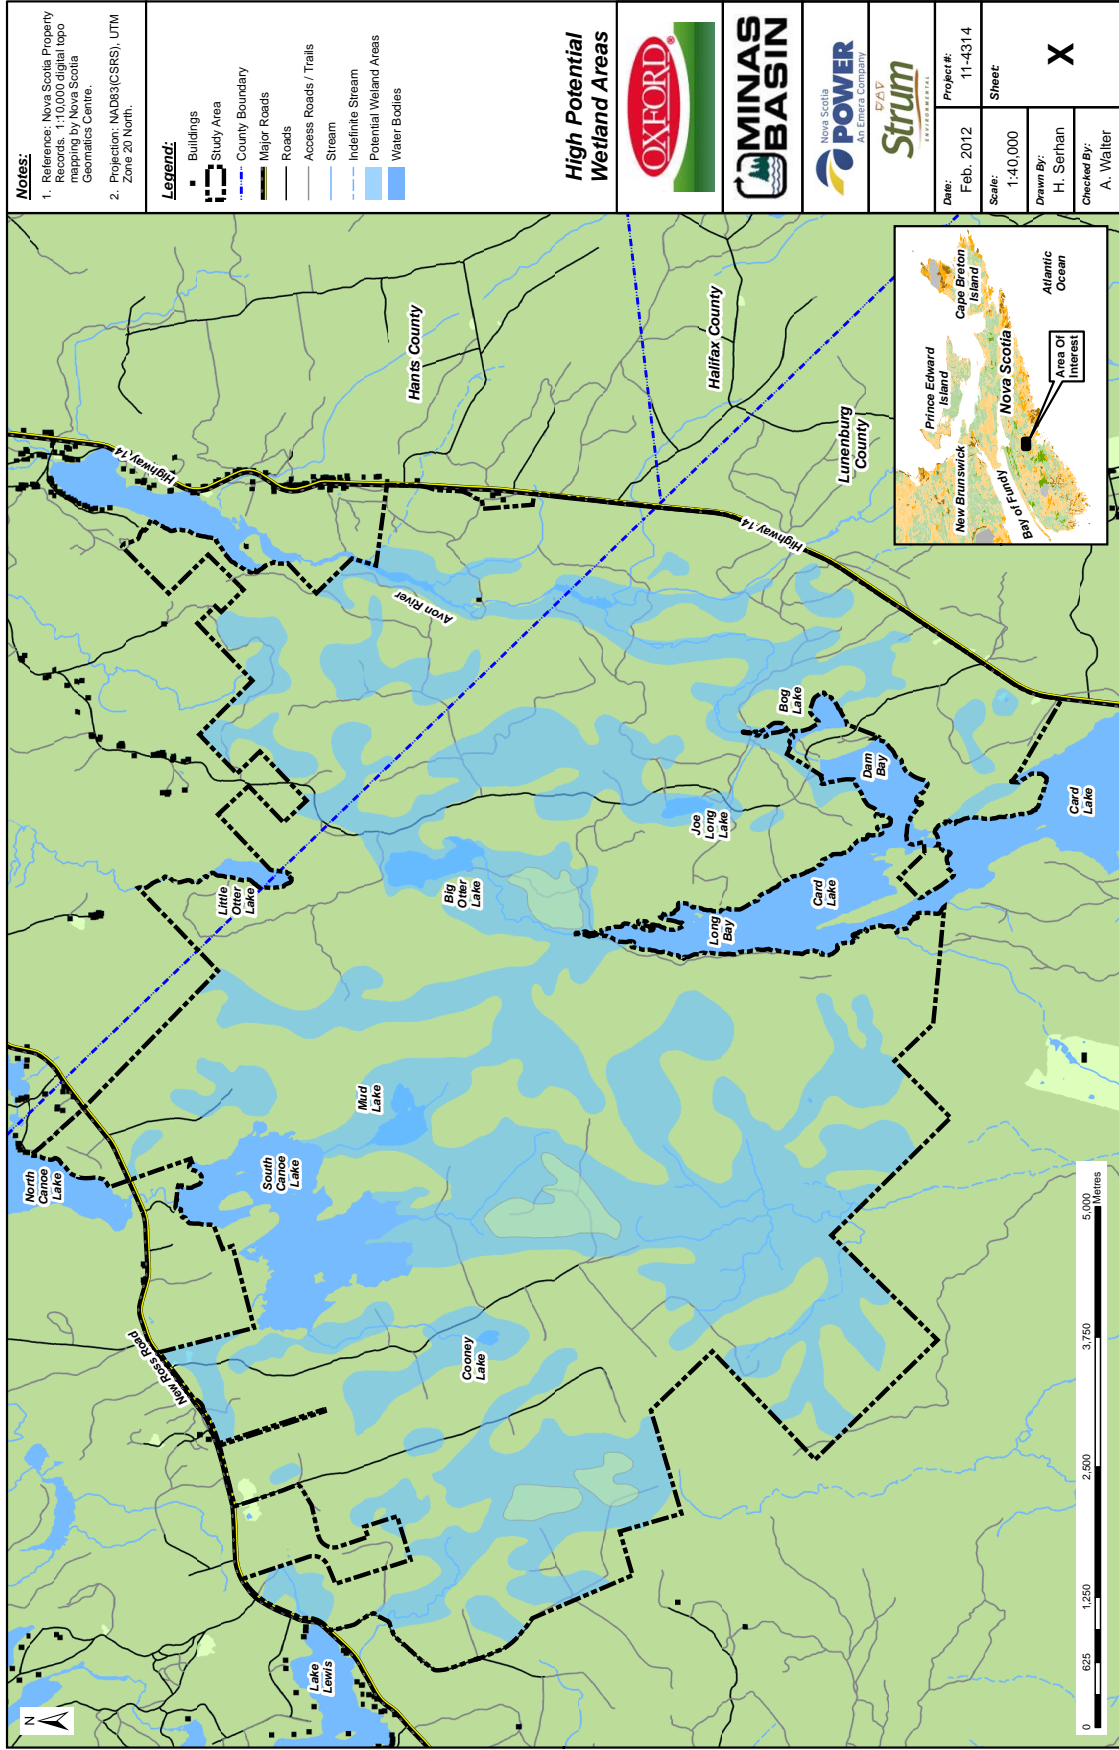 Notes:
1. Reference: Nova Scotia Property
Records. 1:10,000 digital topo
mapping by Nova Scotia
Geomatics Centre.
2. Projection: NAD83(CSRS), UTM
Zone 20 North.
Legend:
Buildings
Study Area
County Boundary
Major Roads
Roads
Access Roads / Trails
Stream
Indefinite Stream
Potential Wetland Areas
Water Bodies
High Potential
Wetland Areas
OXFORD®
MINAS
BASIN
Nova Scotia
POWER
An Emera Company
Strum
ENVIRONMENTAL
Date:
Feb. 2012
Project #:
11-4314
Scale:
1:40,000
Sheet:
X
Drawn By:
H. Serhan
Checked By:
A. Walter
N
North
Canoe
Lake
New Ross Road
Lake
Lewis
South
Canoe
Lake
Mud
Lake
Cooney
Lake
Little
Otter
Lake
Big
Otter
Lake
Highway 14
Avon River
Hants County
Halifax County
Lunenburg
County
Highway 14
Bog
Lake
Dam
Bay
Joe
Long
Lake
Long
Bay
Card
Lake
Card
Lake
Prince Edward
Island
Cape Breton
Island
New Brunswick
Nova Scotia
Bay of Fundy
Atlantic
Ocean
Area Of
Interest
0 625 1,250 2,500 3,750 5,000
Metres